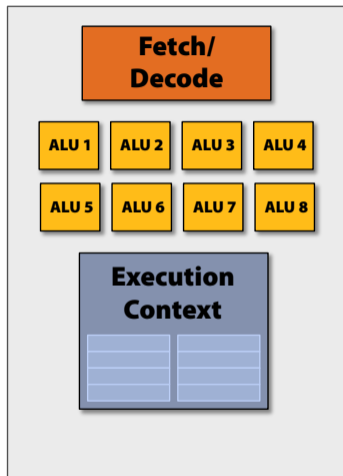 Fetch/
Decode
ALU 1 ALU 2 ALU 3 ALU 4
ALU 5 ALU 6 ALU 7 ALU 8
Execution
Context